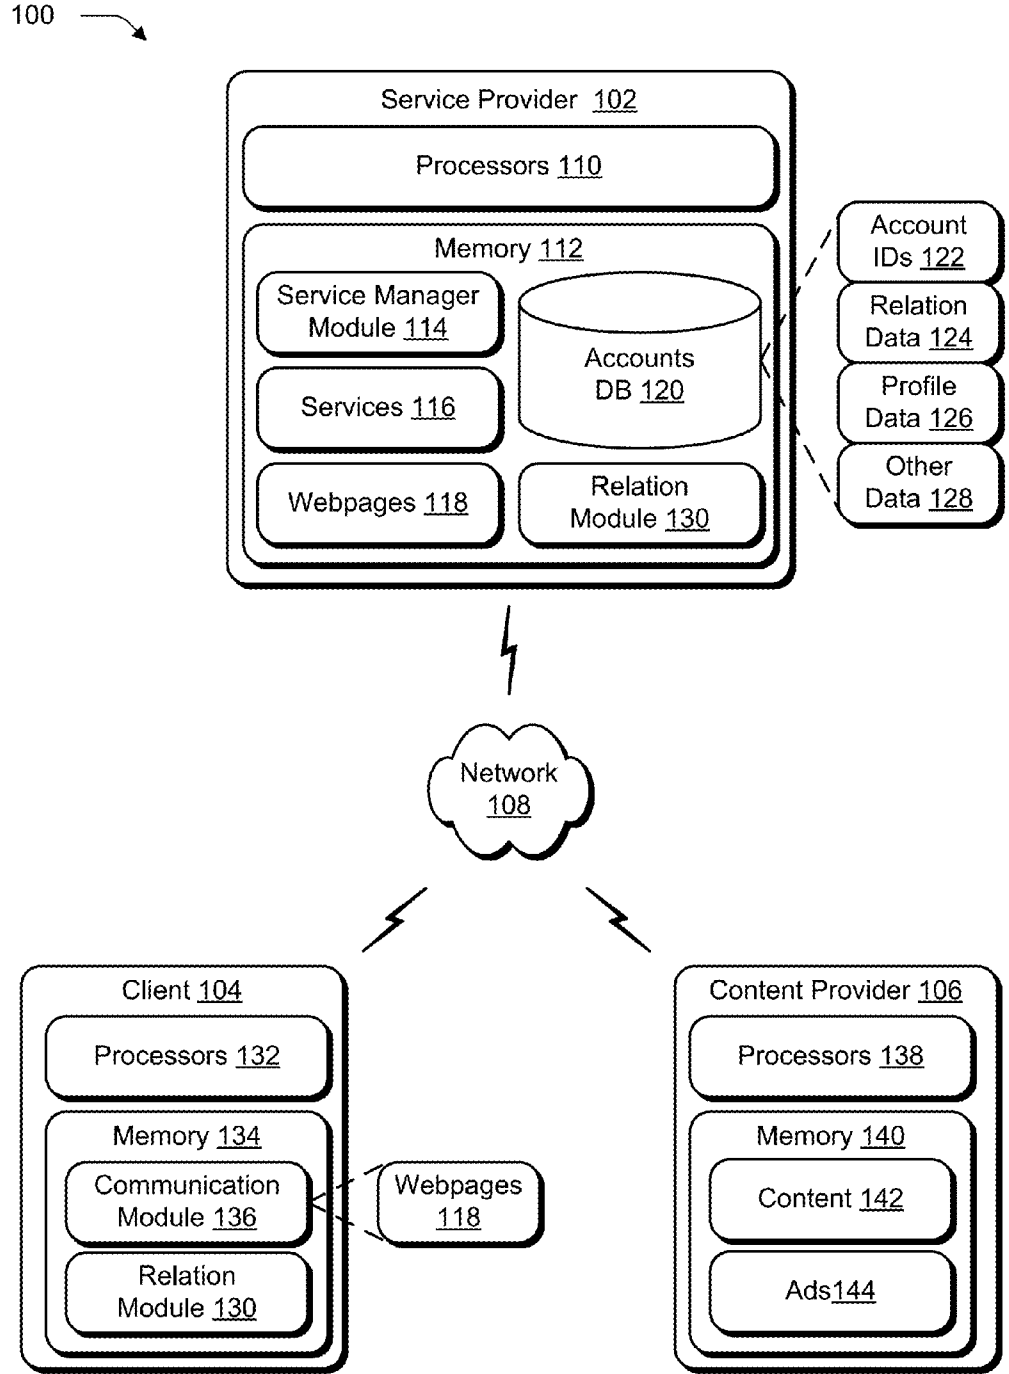 100
Service Provider 102
Processors 110
Memory 112
Service Manager
Module 114
Services 116
Webpages 118
Accounts
DB 120
Relation
Module 130
Account
IDs 122
Relation
Data 124
Profile
Data 126
Other
Data 128
Network
108
Client 104
Processors 132
Memory 134
Communication
Module 136
Relation
Module 130
Webpages
118
Content Provider 106
Processors 138
Memory 140
Content 142
Ads144